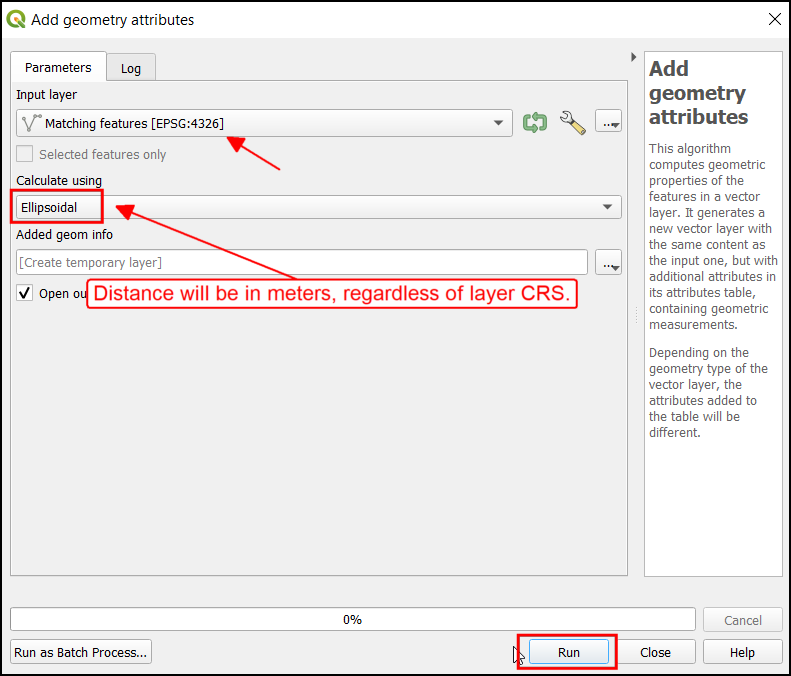 Add geometry attributes
Parameters
Log
Input layer
Matching features [EPSG:4326]
...
Selected features only
Calculate using
Ellipsoidal
Added geom info
[Create temporary layer]
...
Open ou
Distance will be in meters, regardless of layer CRS.
Add
geometry
attributes
This algorithm
computes geometric
properties of the
features in a vector
layer. It generates a
new vector layer with
the same content as
the input one, but with
additional attributes in
its attributes table,
containing geometric
measurements.
Depending on the
geometry type of the
vector layer, the
attributes added to
the table will be
different.
0%
Cancel
Run as Batch Process...
Run
Close
Help